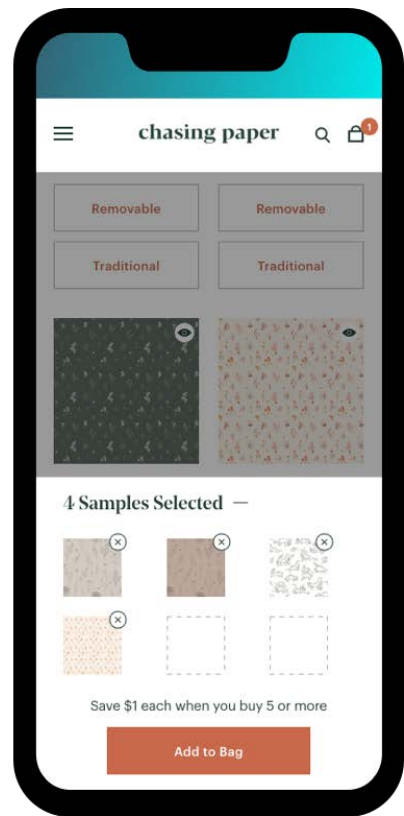 chasing paper
1
Removable Removable
Traditional Traditional
4 Samples Selected —
Save $1 each when you buy 5 or more
Add to Bag